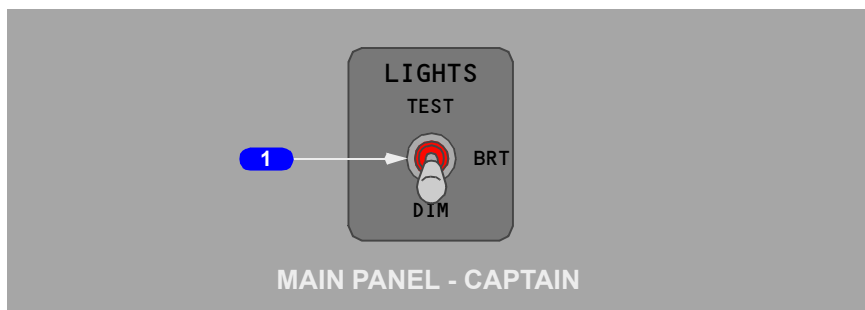 LIGHTS
TEST
1
BRT
DIM
MAIN PANEL - CAPTAIN